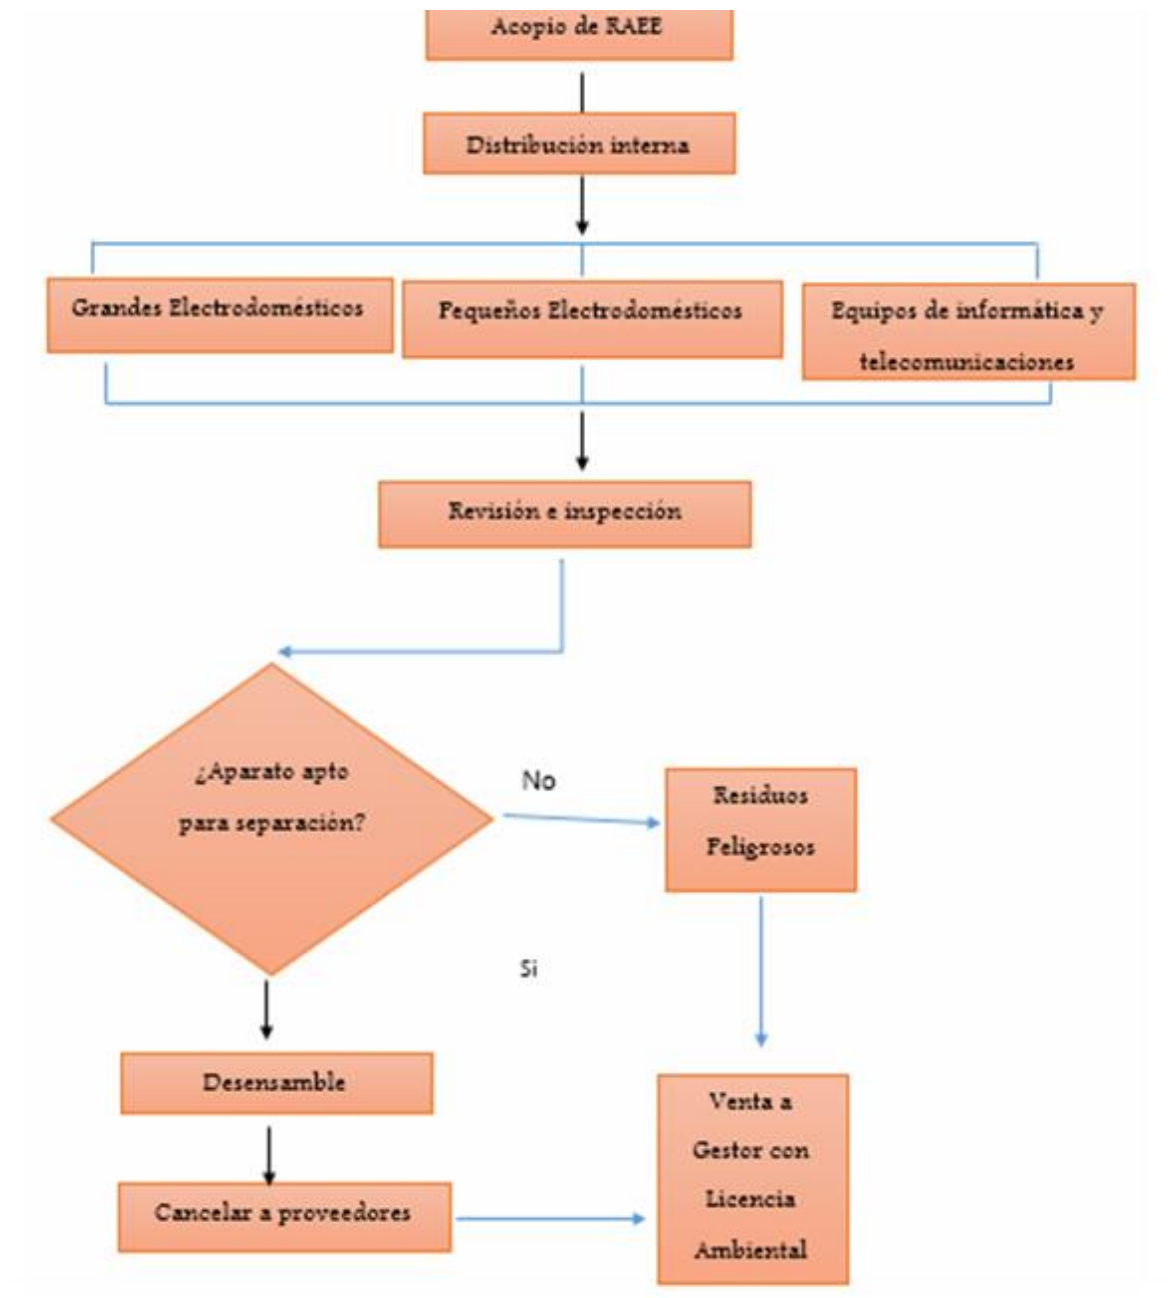 Acopio de RAEE
Distribución interna
Grandes Electrodomésticos
Pequeños Electrodomésticos
Equipos de informática y
telecomunicaciones
Revisión e inspección
¿Aparato apto
para separación?
No
Residuos
Peligrosos
Si
Desensamble
Cancelar a proveedores
Venta a
Gestor con
Licencia
Ambiental